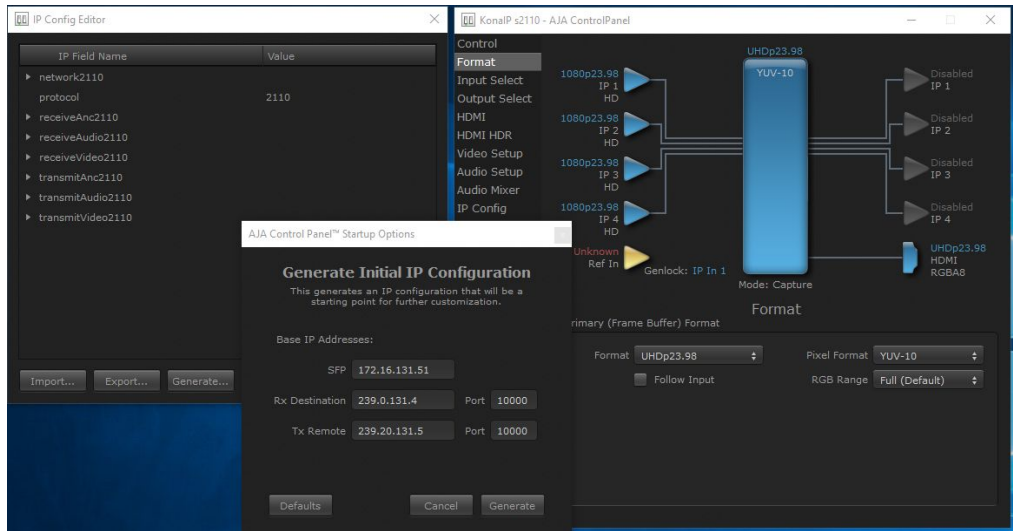 IP Config Editor
IP Field Name Value
network2110
protocol 2110
receiveAnc2110
receiveAudio2110
receiveVideo2110
transmitAnc2110
transmitAudio2110
transmitVideo2110
Import... Export... Generate...
AJA Control Panel™ Startup Options
Generate Initial IP Configuration
This generates an IP configuration that will be a
starting point for further customization.
Base IP Addresses:
SFP 172.16.131.51
Rx Destination 239.0.131.4 Port 10000
Tx Remote 239.20.131.5 Port 10000
Defaults Cancel Generate
KonaIP s2110 - AJA ControlPanel
Control
Format
Input Select
Output Select
HDMI
HDMI HDR
Video Setup
Audio Setup
Audio Mixer
IP Config
1080p23.98
IP 1
HD
1080p23.98
IP 2
HD
1080p23.98
IP 3
HD
1080p23.98
IP 4
HD
Unknown
Ref In
Genlock: IP In 1
UHDp23.98
YUV-10
Mode: Capture
Disabled
IP 1
Disabled
IP 2
Disabled
IP 3
Disabled
IP 4
UHDp23.98
HDMI
RGBA8
Format
rimary (Frame Buffer) Format
Format UHDp23.98 Pixel Format YUV-10
Follow Input RGB Range Full (Default)